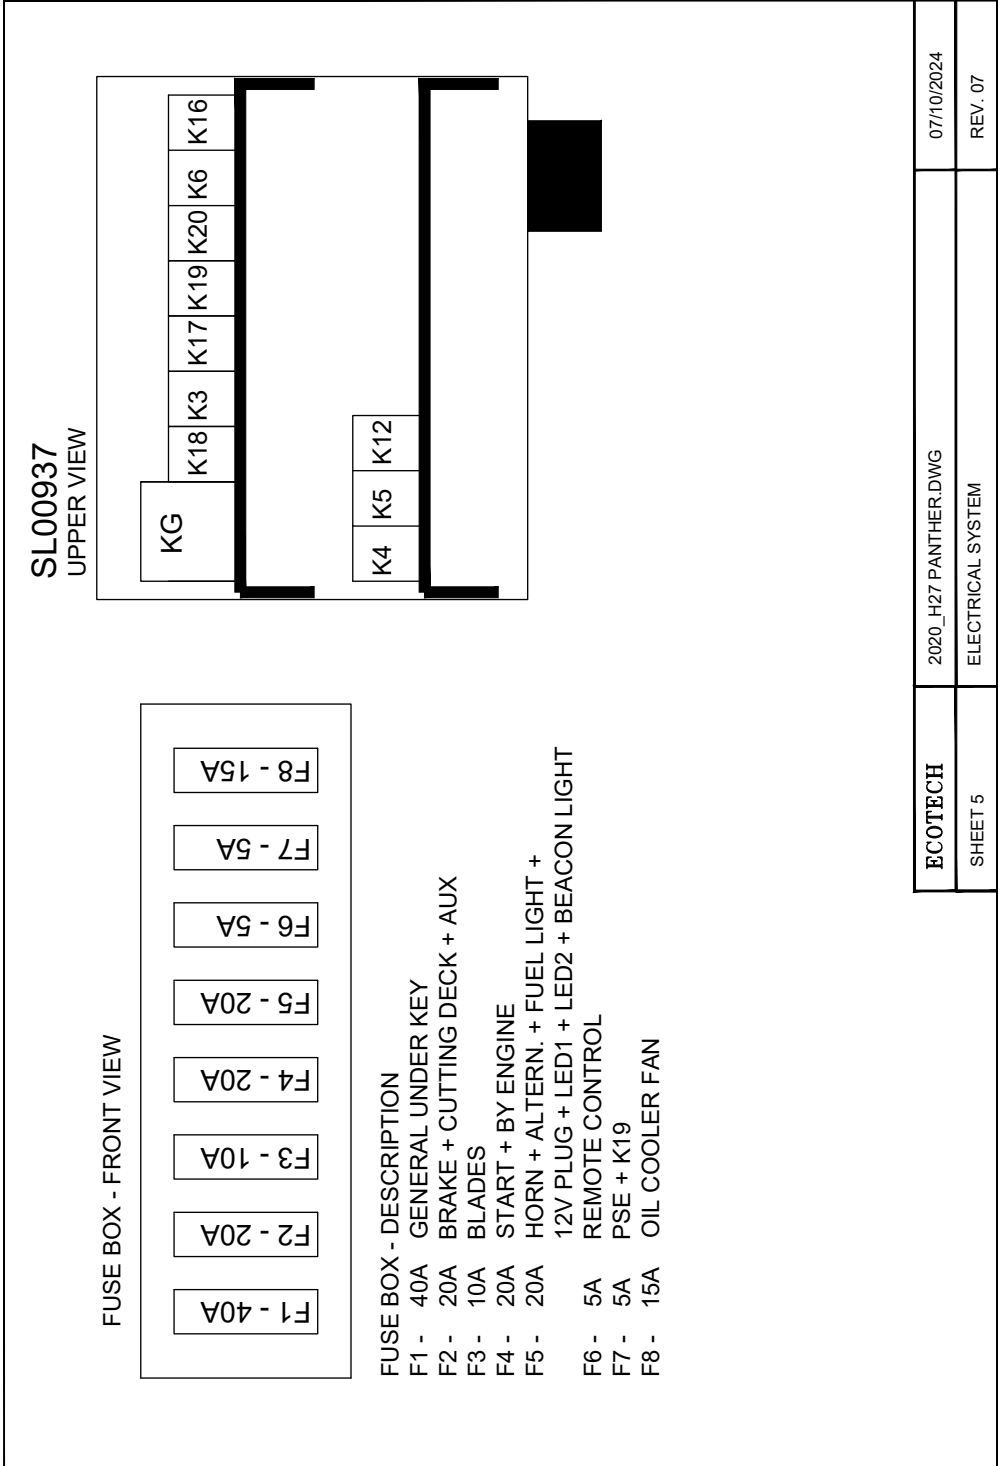 FUSE BOX - FRONT VIEW
F1 - 40A
F2 - 20A
F3 - 10A
F4 - 20A
F5 - 20A
F6 - 5A
F7 - 5A
F8 - 15A
FUSE BOX - DESCRIPTION
F1 - 40A GENERAL UNDER KEY
F2 - 20A BRAKE + CUTTING DECK + AUX
F3 - 10A BLADES
F4 - 20A START + BY ENGINE
F5 - 20A HORN + ALTERN. + FUEL LIGHT +
12V PLUG + LED1 + LED2 + BEACON LIGHT
F6 - 5A REMOTE CONTROL
F7 - 5A PSE + K19
F8 - 15A OIL COOLER FAN
SL00937
UPPER VIEW
KG
K18
K3
K17
K19
K20
K6
K16
K4
K5
K12
ECOTECH
2020_H27 PANTHER.DWG
07/10/2024
SHEET 5
ELECTRICAL SYSTEM
REV. 07